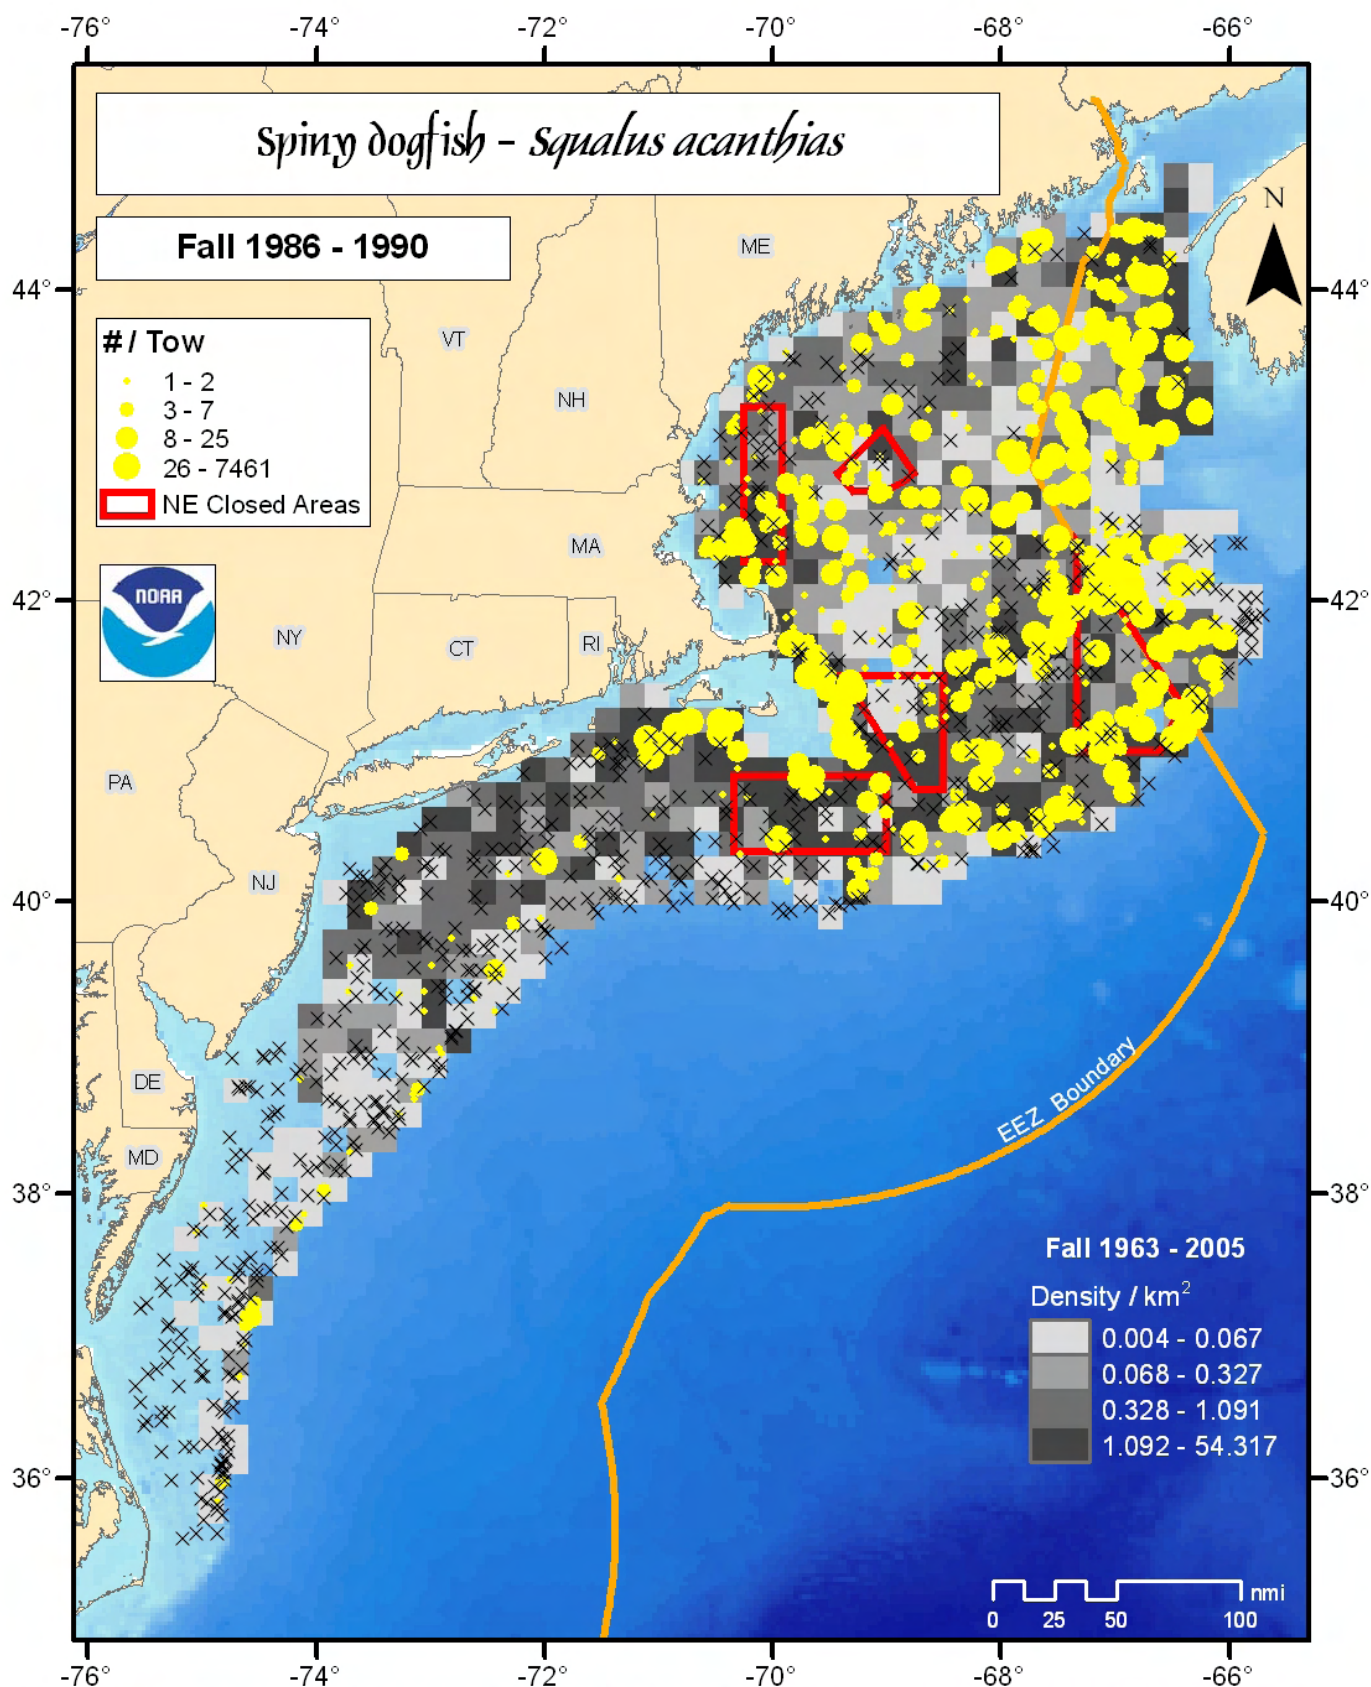 -76° -74° -72° -70° -68° -66°
Spiny dogfish - Squalus acanthias
N
Fall 1986 - 1990
ME
44° 44°
# / Tow
1 - 2
3 - 7
8 - 25
26 - 7461
NE Closed Areas
VT
NH
MA
NOAA
42° 42°
NY
CT
RI
PA
NJ
40° 40°
DE
EEZ Boundary
MD
38° 38°
Fall 1963 - 2005
Density / km²
0.004 - 0.067
0.068 - 0.327
0.328 - 1.091
1.092 - 54.317
36° 36°
nmi
0 25 50 100
-76° -74° -72° -70° -68° -66°